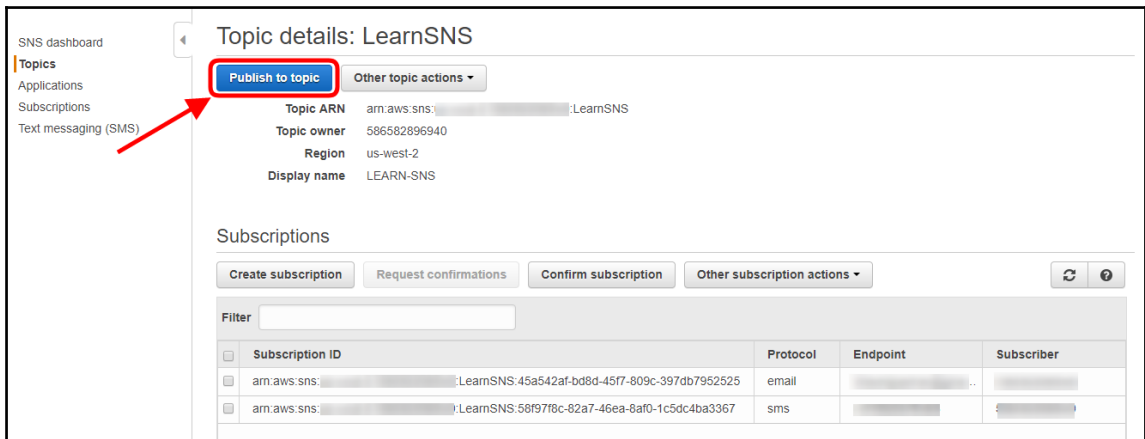 SNS dashboard
Topics
Applications
Subscriptions
Text messaging (SMS)
Topic details: LearnSNS
Publish to topic Other topic actions
Topic ARN arn:aws:sns: :LearnSNS
Topic owner 586582896940
Region us-west-2
Display name LEARN-SNS
Subscriptions
Create subscription Request confirmations Confirm subscription Other subscription actions
Filter
Subscription ID Protocol Endpoint Subscriber
arn:aws:sns: :LearnSNS:45a542af-bd8d-45f7-809c-397db7952525 email ..
arn:aws:sns: :LearnSNS:58f97f8c-82a7-46ea-8af0-1c5dc4ba3367 sms